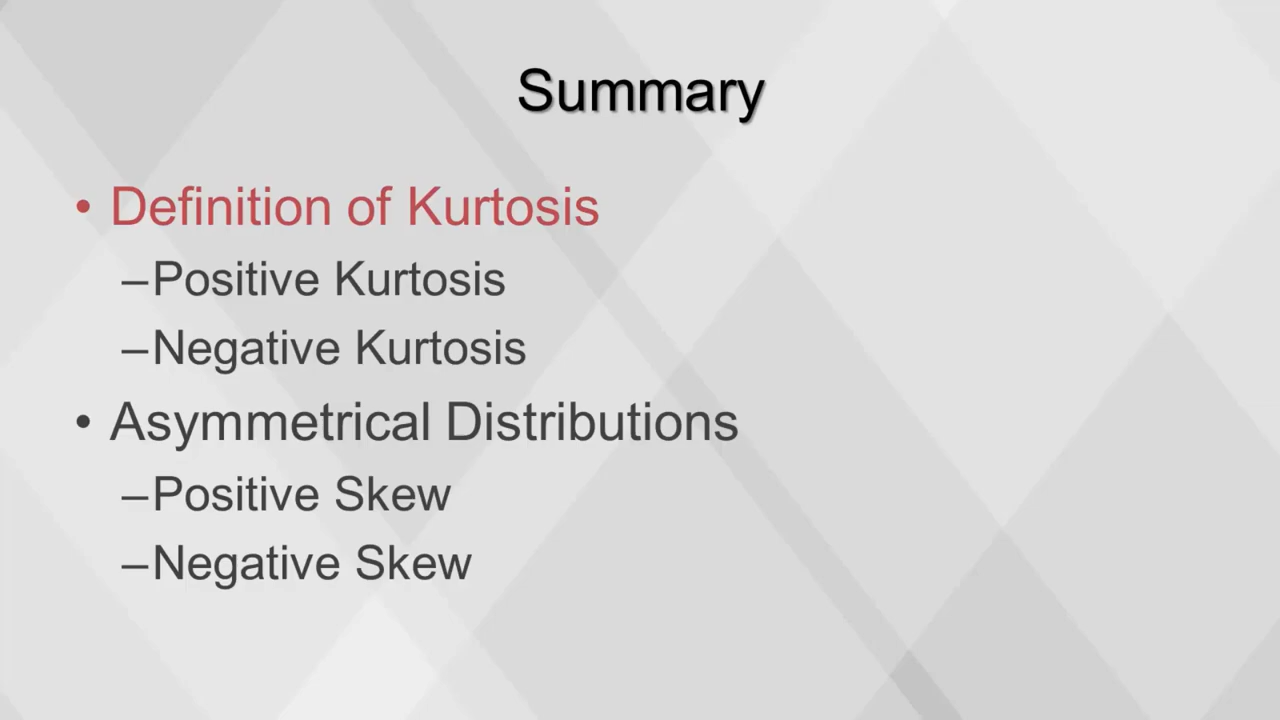 Summary
• Definition of Kurtosis
–Positive Kurtosis
–Negative Kurtosis
• Asymmetrical Distributions
–Positive Skew
–Negative Skew